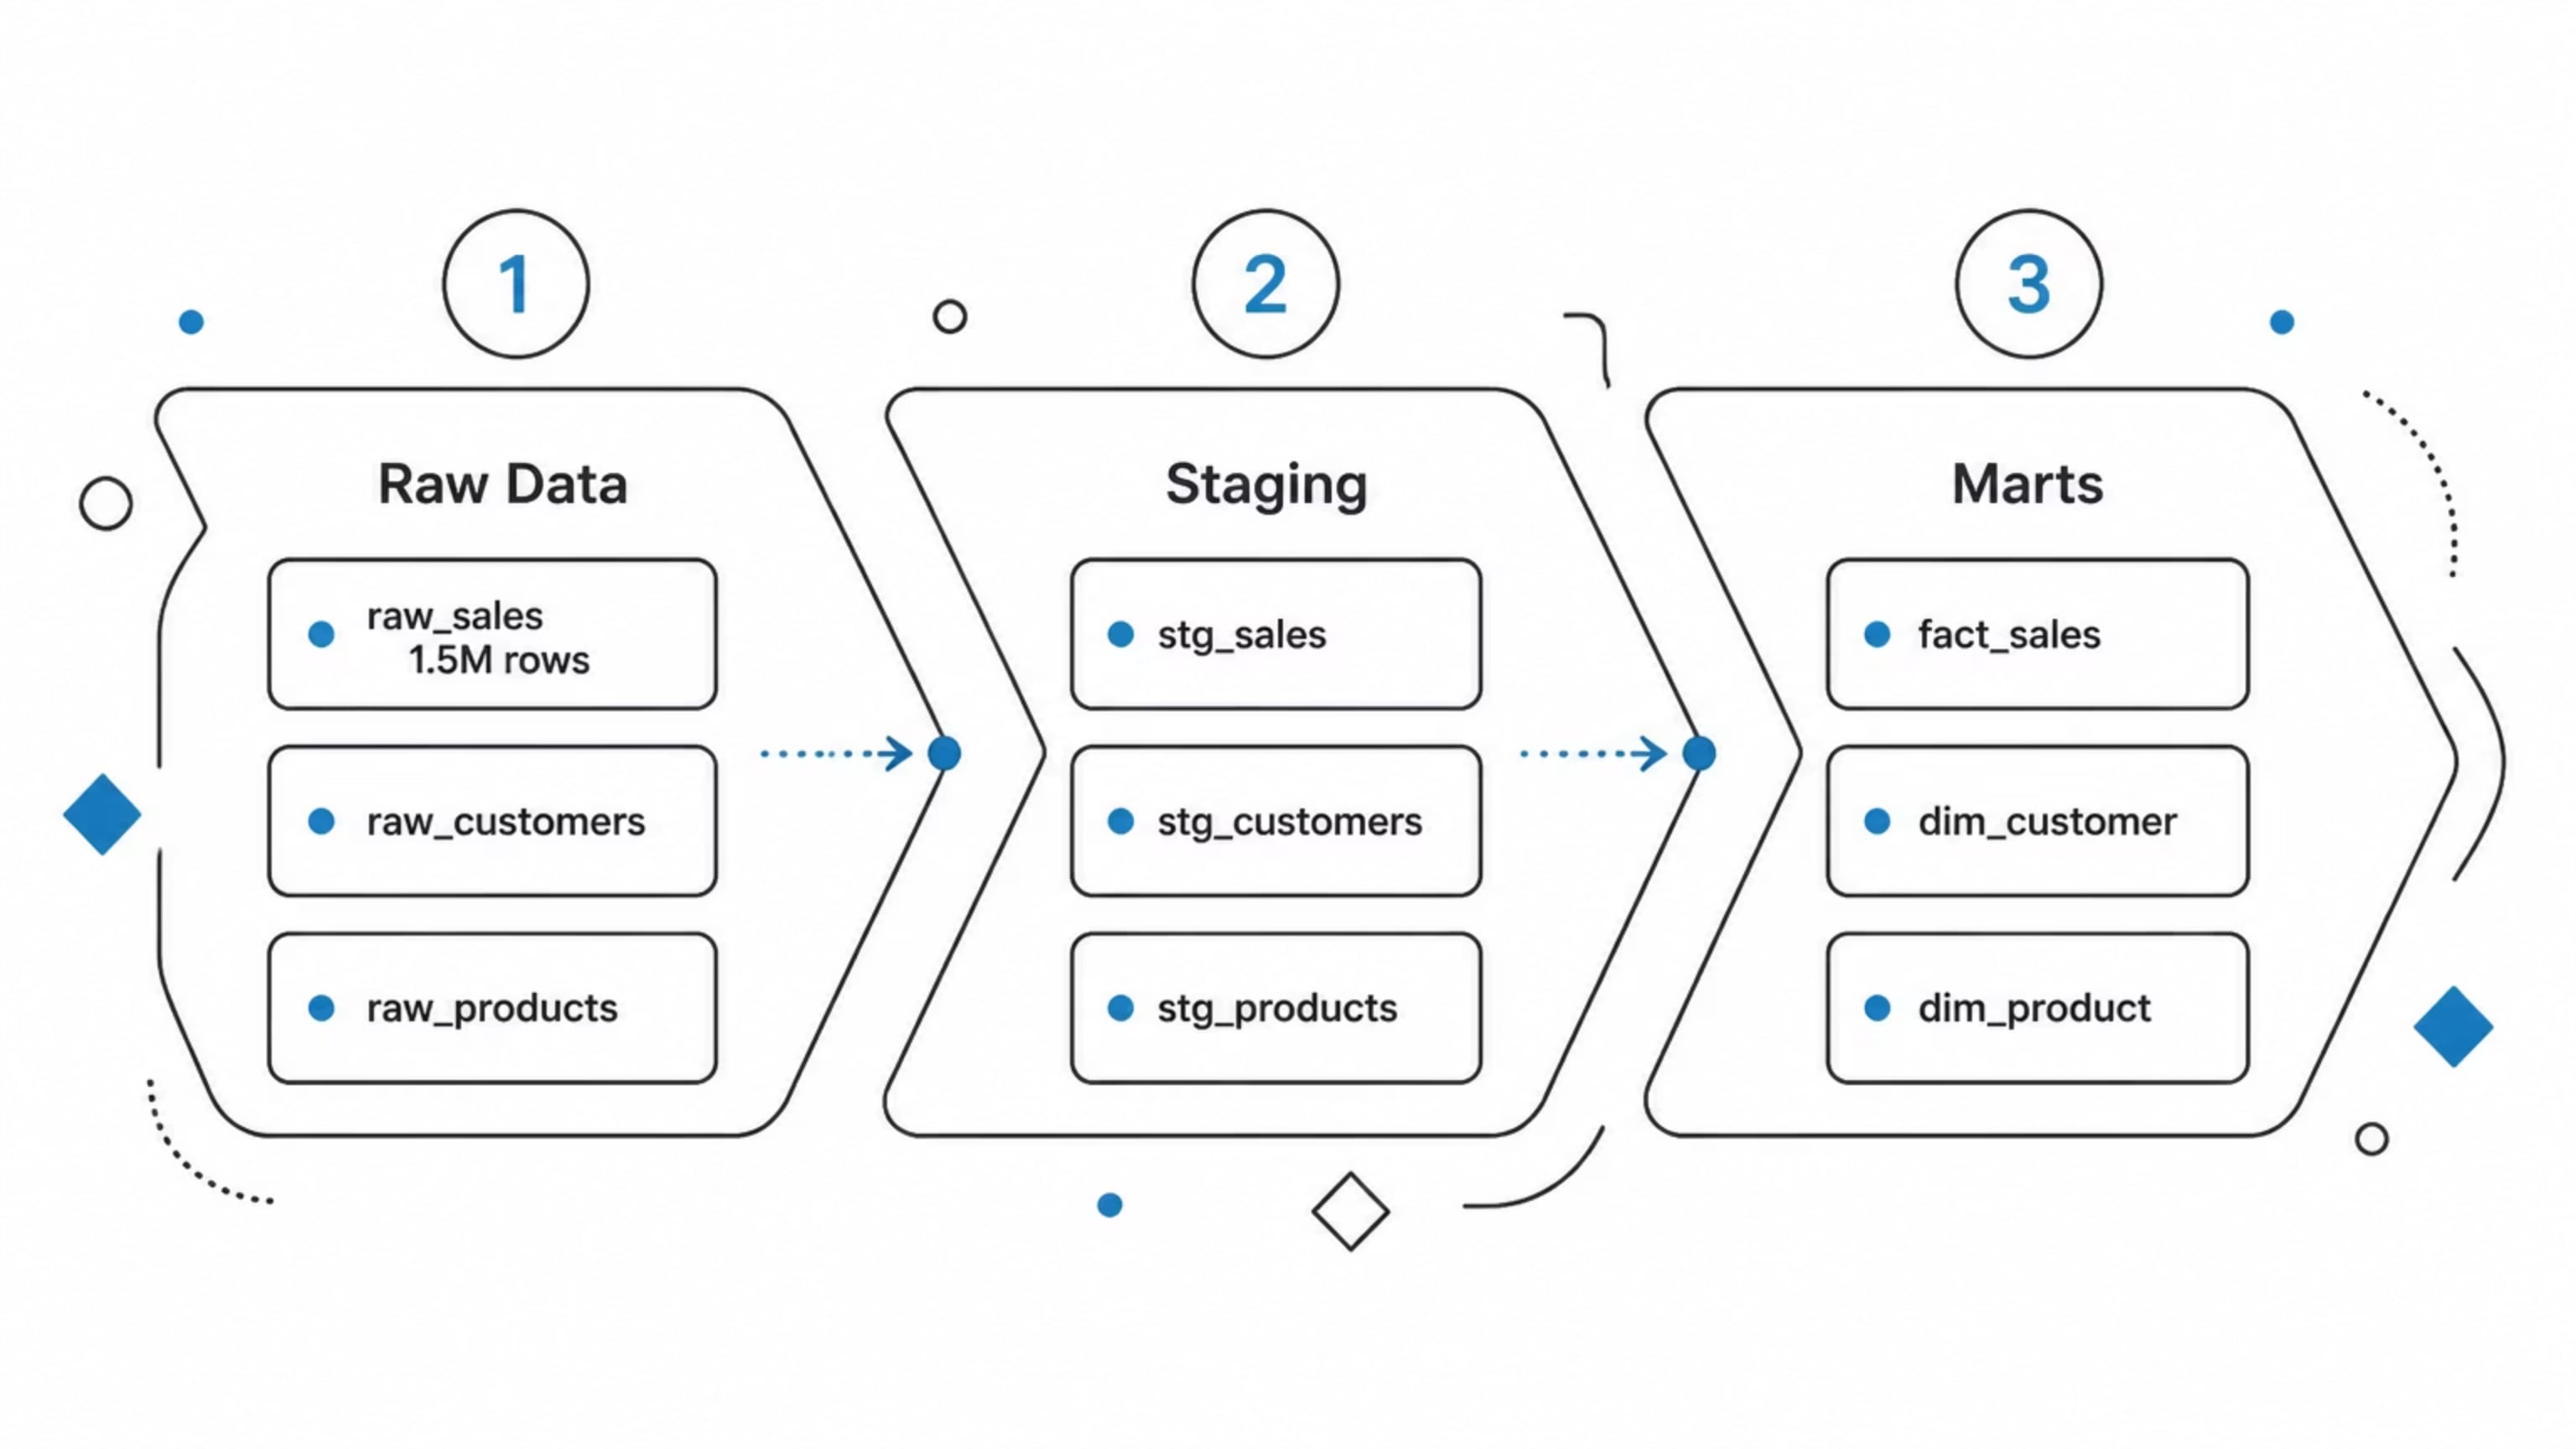 1
Raw Data
raw_sales
1.5M rows
raw_customers
raw_products
2
Staging
stg_sales
stg_customers
stg_products
3
Marts
fact_sales
dim_customer
dim_product